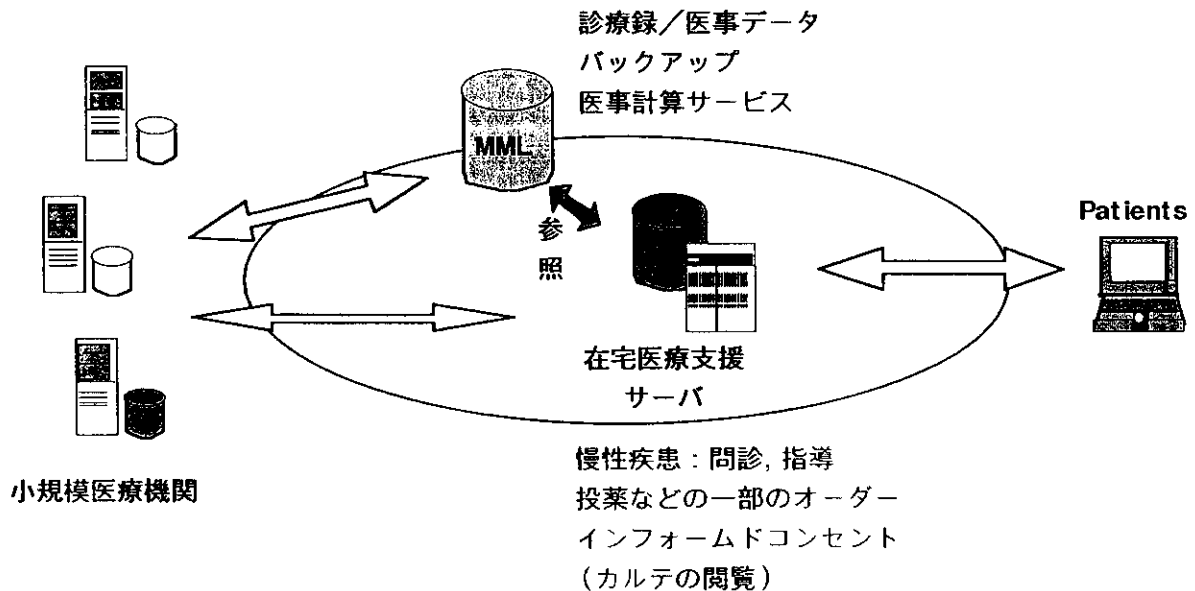 診療録／医事データ
バックアップ
医事計算サービス
MML
参
照
Patients
在宅医療支援
サーバ
小規模医療機関
慢性疾患：問診, 指導
投薬などの一部のオーダー
インフォームドコンセント
(カルテの閲覧)